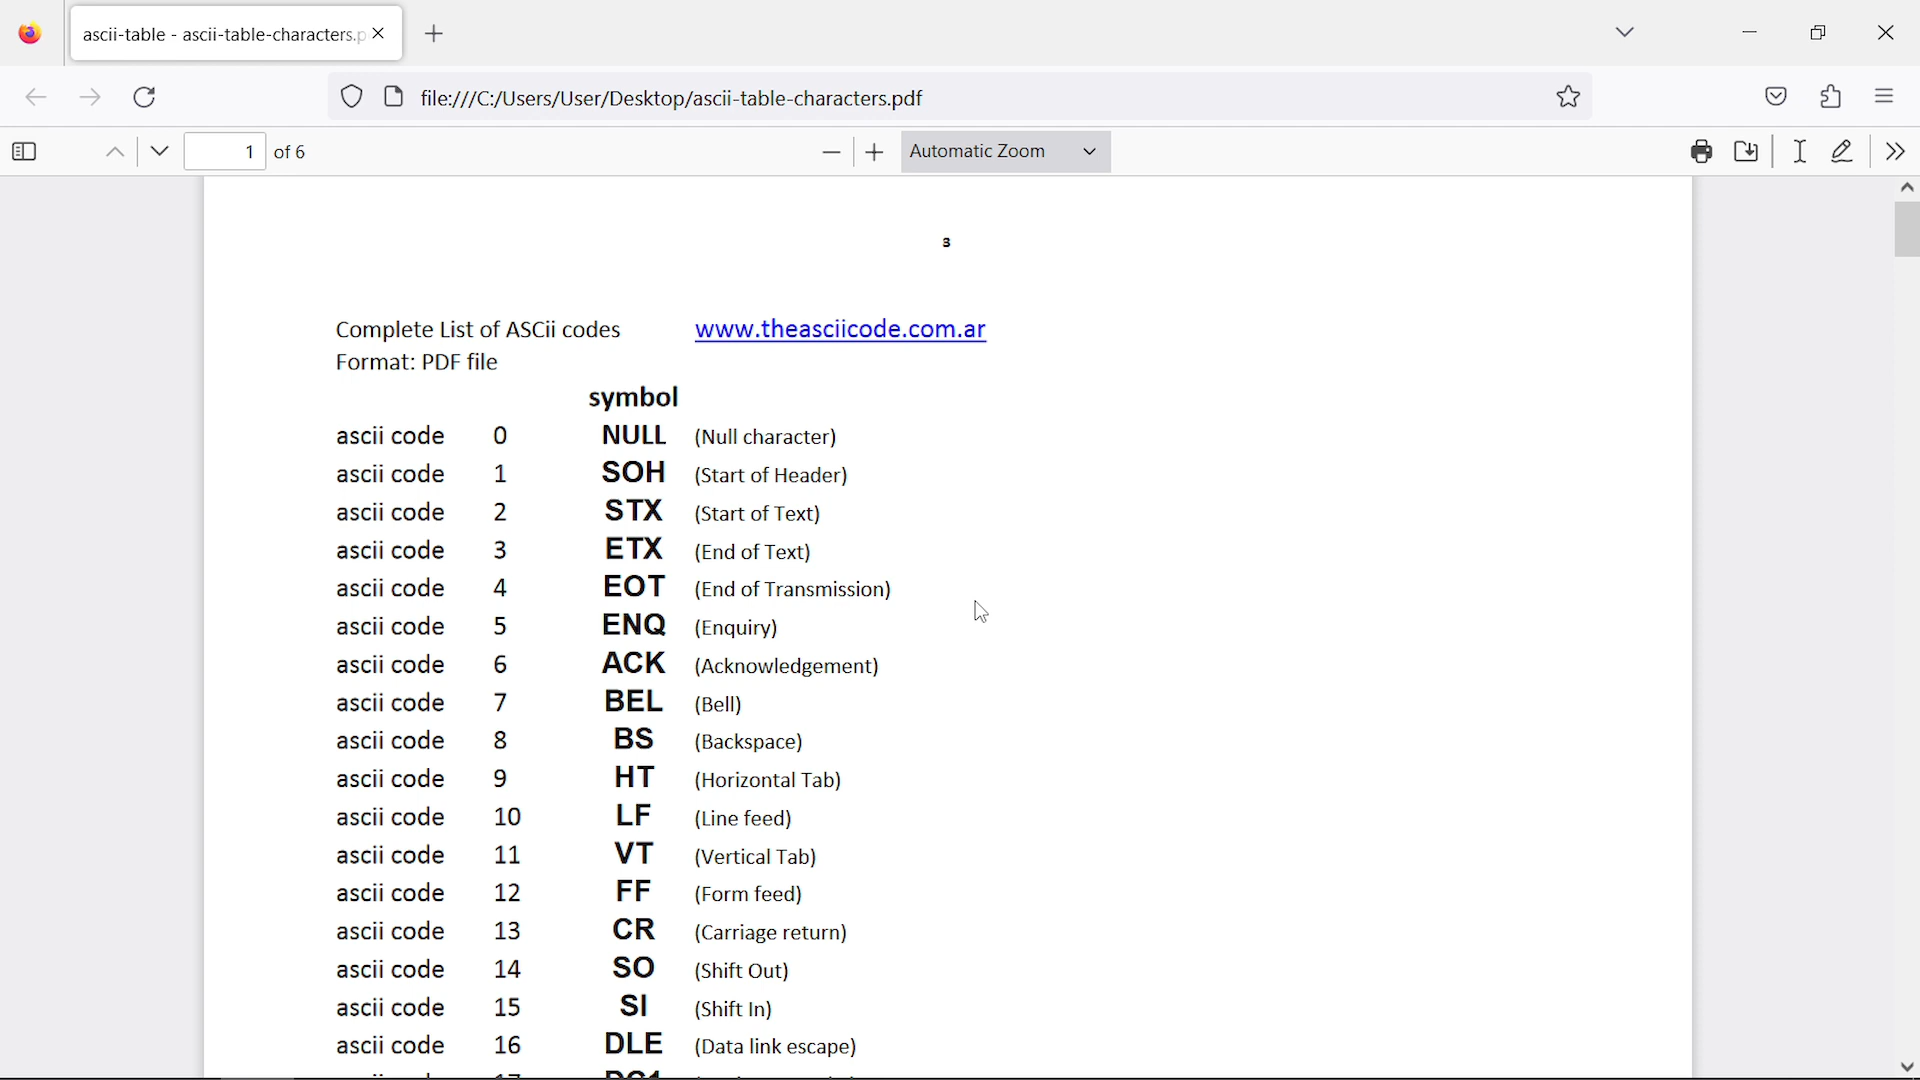 ascii-table - ascii-table-characters.p
file:///C:/Users/User/Desktop/ascii-table-characters.pdf
1 of 6
Automatic Zoom
3
Complete List of ASCii codes www.theasciicode.com.ar
Format: PDF file
symbol
ascii code 0 NULL (Null character)
ascii code 1 SOH (Start of Header)
ascii code 2 STX (Start of Text)
ascii code 3 ETX (End of Text)
ascii code 4 EOT (End of Transmission)
ascii code 5 ENQ (Enquiry)
ascii code 6 ACK (Acknowledgement)
ascii code 7 BEL (Bell)
ascii code 8 BS (Backspace)
ascii code 9 HT (Horizontal Tab)
ascii code 10 LF (Line feed)
ascii code 11 VT (Vertical Tab)
ascii code 12 FF (Form feed)
ascii code 13 CR (Carriage return)
ascii code 14 SO (Shift Out)
ascii code 15 SI (Shift In)
ascii code 16 DLE (Data link escape)